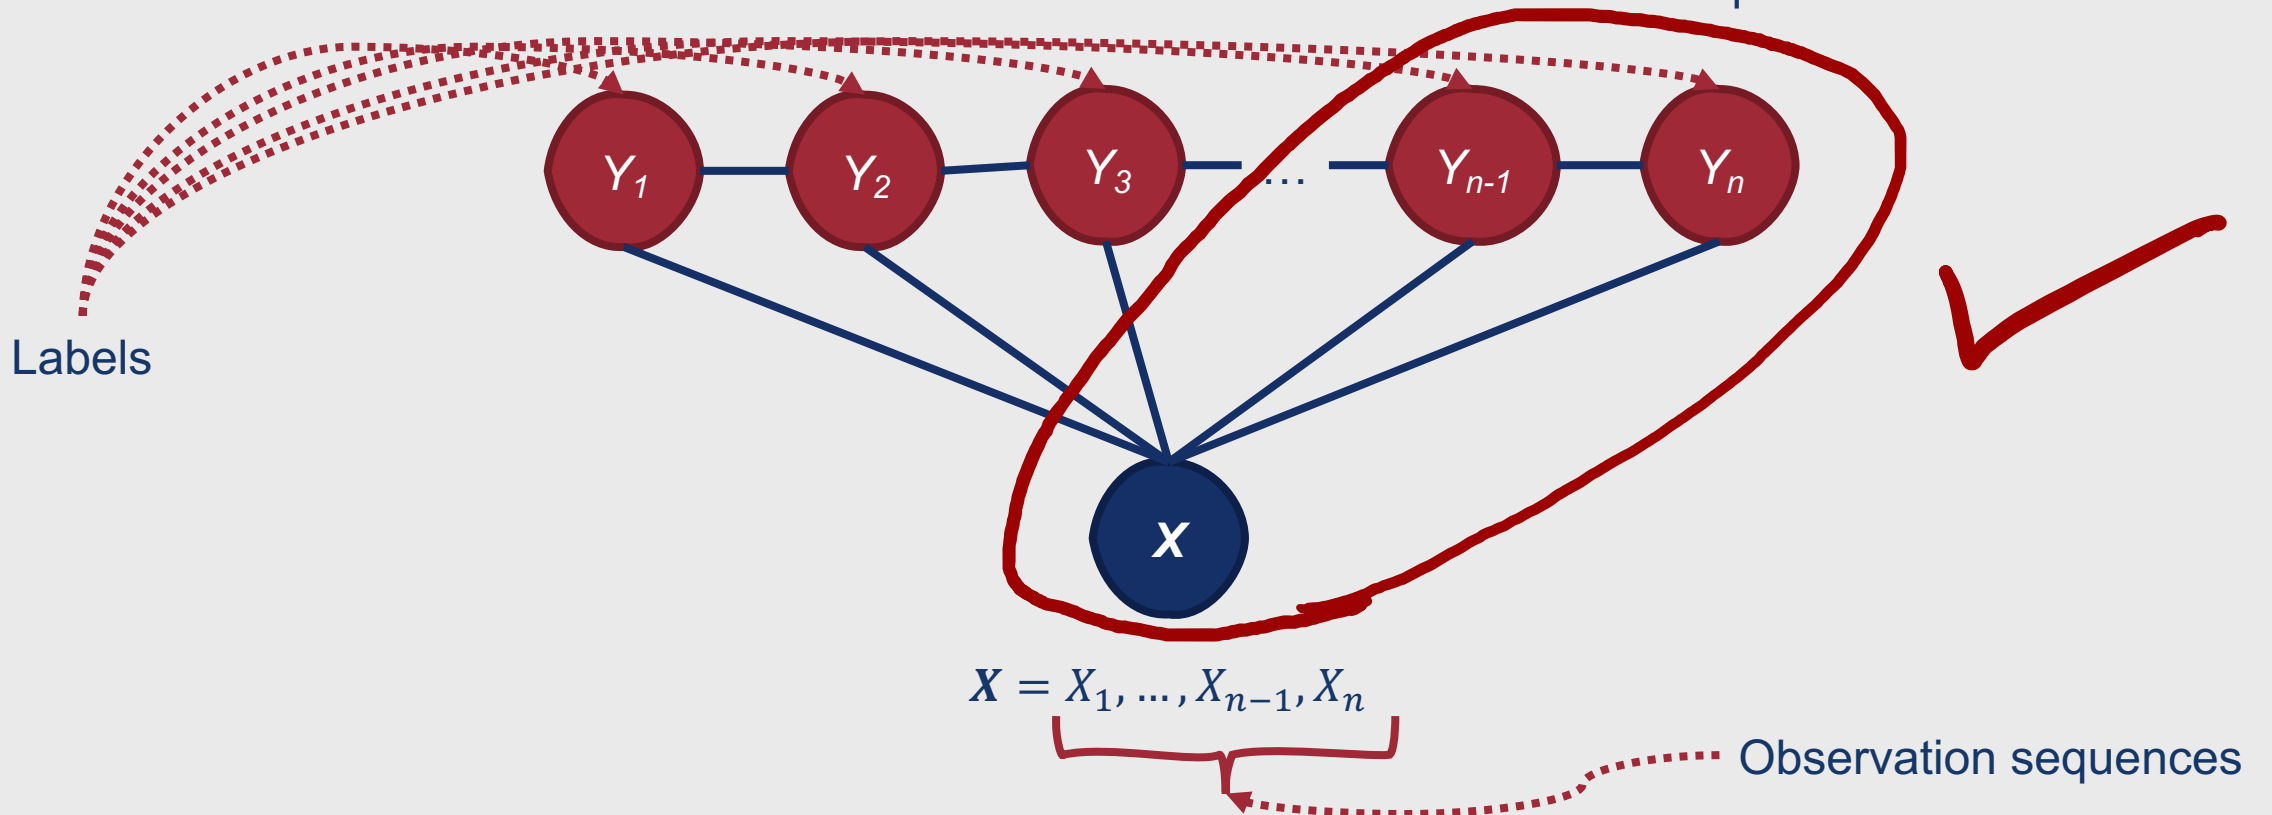 Y1 Y2 Y3 ... Yn-1 Yn
Labels
X
X = X1, ..., Xn−1, Xn
Observation sequences